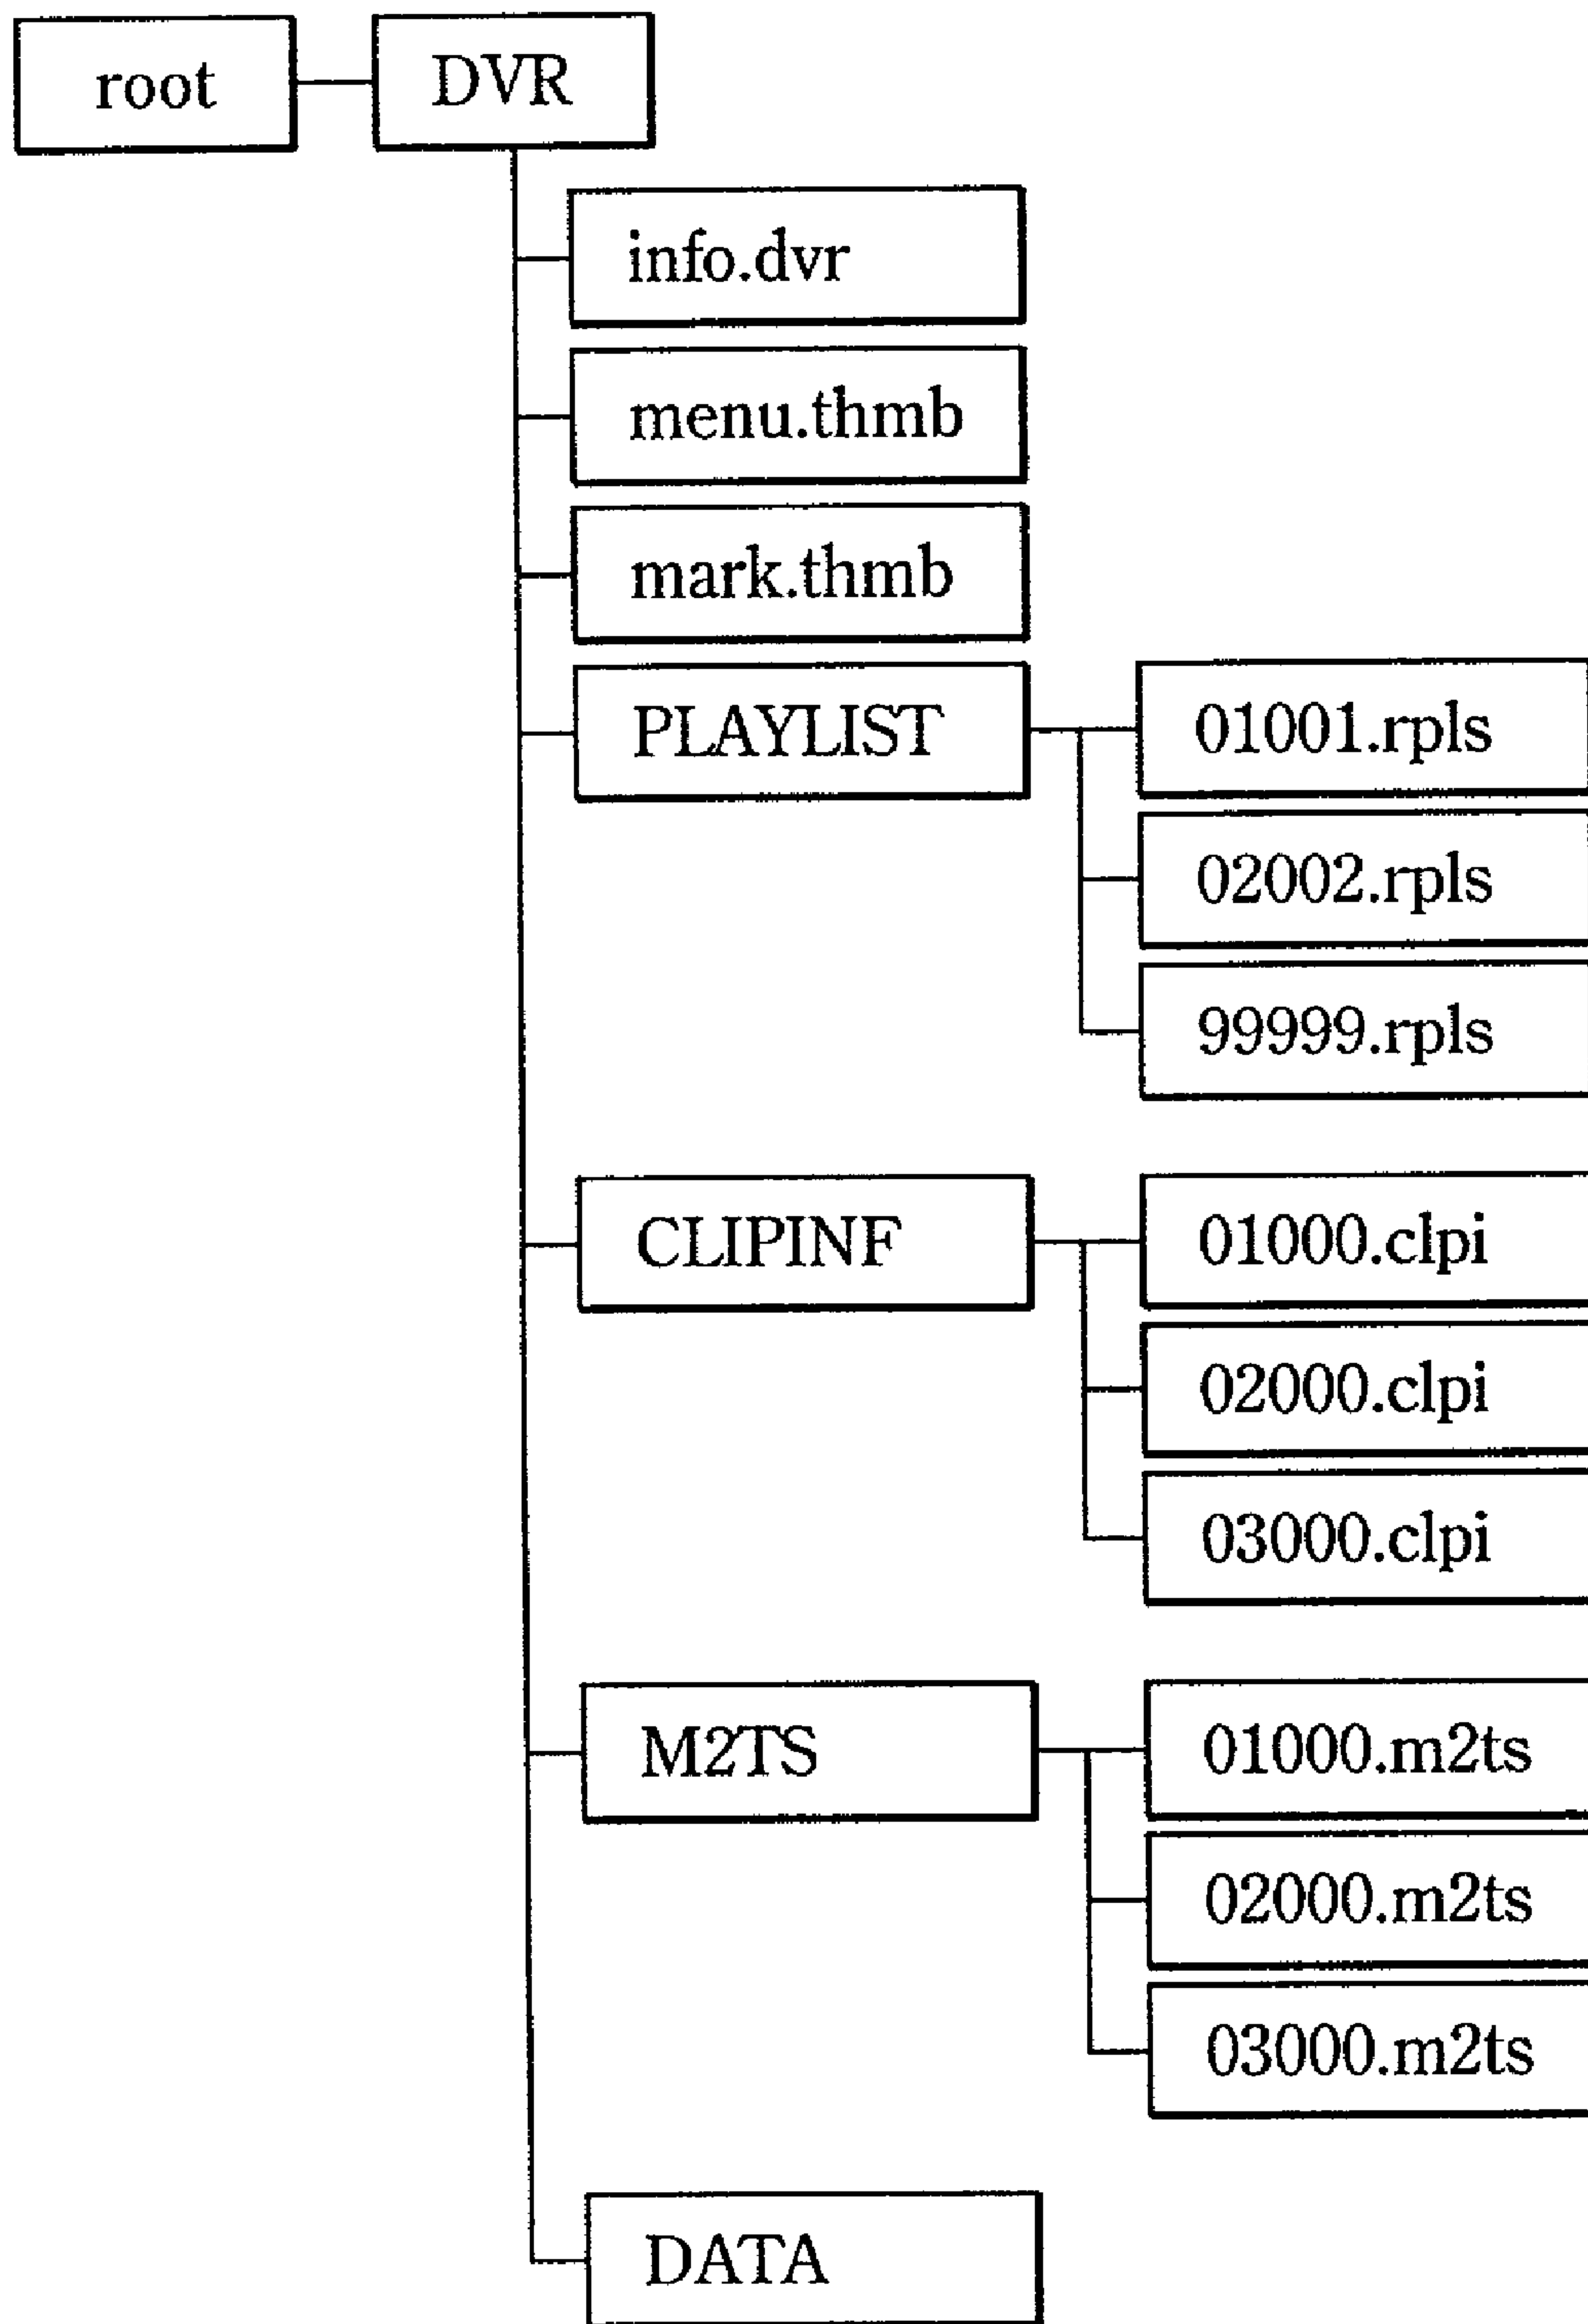 root
DVR
info.dvr
menu.thmb
mark.thmb
PLAYLIST
01001.rpls
02002.rpls
99999.rpls
CLIPINF
01000.clpi
02000.clpi
03000.clpi
M2TS
01000.m2ts
02000.m2ts
03000.m2ts
DATA